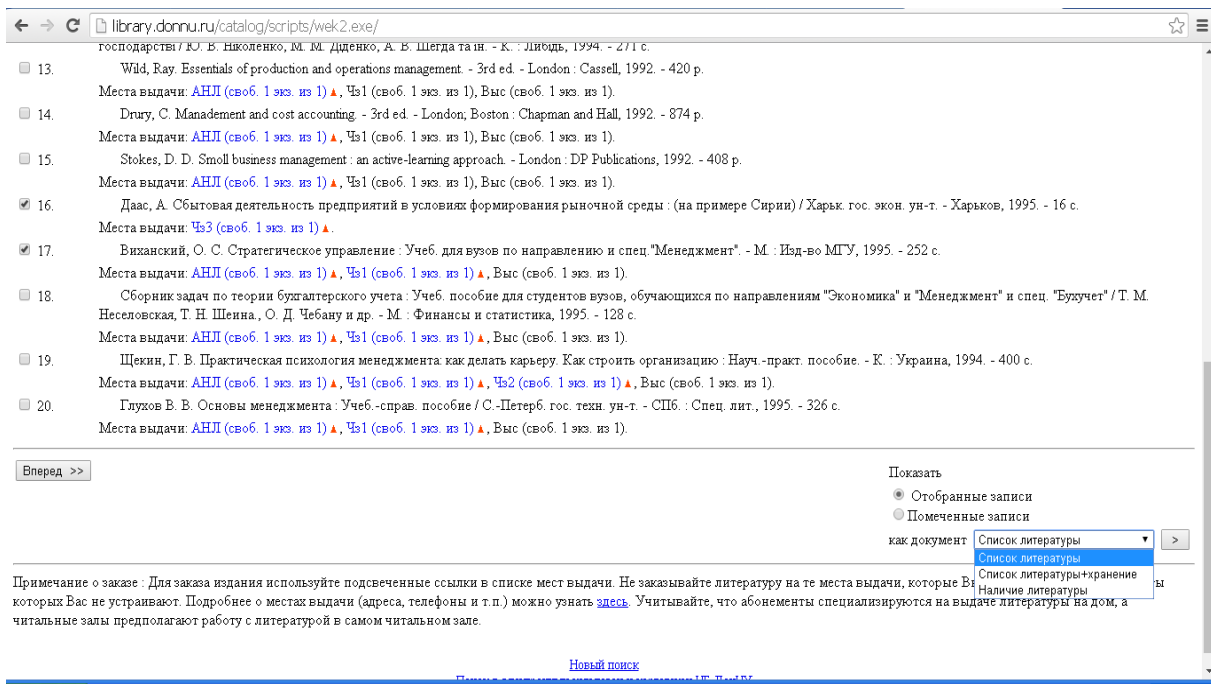 library.donnu.ru/catalog/scripts/wek2.exe/
господарстві / Ю. В. Ніколенко, М. М. Діденко, А. В. Шегда та ін. - К. : Либідь, 1994. - 271 с.
13. Wild, Ray. Essentials of production and operations management. - 3rd ed. - London : Cassell, 1992. - 420 p.
Места выдачи: АНЛ (своб. 1 экз. из 1) ▲, Чз1 (своб. 1 экз. из 1), Выс (своб. 1 экз. из 1).
14. Drury, C. Manadement and cost accounting. - 3rd ed. - London; Boston : Chapman and Hall, 1992. - 874 p.
Места выдачи: АНЛ (своб. 1 экз. из 1) ▲, Чз1 (своб. 1 экз. из 1), Выс (своб. 1 экз. из 1).
15. Stokes, D. D. Smoll business management : an active-learning approach. - London : DP Publications, 1992. - 408 p.
Места выдачи: АНЛ (своб. 1 экз. из 1) ▲, Чз1 (своб. 1 экз. из 1), Выс (своб. 1 экз. из 1).
16. Даас, А. Сбытовая деятельность предприятий в условиях формирования рыночной среды : (на примере Сирии) / Харьк. гос. экон. ун-т. - Харьков, 1995. - 16 с.
Места выдачи: Чз3 (своб. 1 экз. из 1) ▲.
17. Виханский, О. С. Стратегическое управление : Учеб. для вузов по направлению и спец."Менеджмент". - М. : Изд-во МГУ, 1995. - 252 с.
Места выдачи: АНЛ (своб. 1 экз. из 1) ▲, Чз1 (своб. 1 экз. из 1) ▲, Выс (своб. 1 экз. из 1).
18. Сборник задач по теории бухгалтерского учета : Учеб. пособие для студентов вузов, обучающихся по направлениям "Экономика" и "Менеджмент" и спец. "Бухучет" / Т. М.
Неселовская, Т. Н. Шеина., О. Д. Чебану и др. - М. : Финансы и статистика, 1995. - 128 с.
Места выдачи: АНЛ (своб. 1 экз. из 1) ▲, Чз1 (своб. 1 экз. из 1) ▲, Выс (своб. 1 экз. из 1).
19. Щекин, Г. В. Практическая психология менеджмента: как делать карьеру. Как строить организацию : Науч.-практ. пособие. - К. : Украина, 1994. - 400 с.
Места выдачи: АНЛ (своб. 1 экз. из 1) ▲, Чз1 (своб. 1 экз. из 1) ▲, Чз2 (своб. 1 экз. из 1) ▲, Выс (своб. 1 экз. из 1).
20. Глухов В. В. Основы менеджмента : Учеб.-справ. пособие / С.-Петерб. гос. техн. ун-т. - СПб. : Спец. лит., 1995. - 326 с.
Места выдачи: АНЛ (своб. 1 экз. из 1) ▲, Чз1 (своб. 1 экз. из 1) ▲, Выс (своб. 1 экз. из 1).
Вперед >>
Показать
Отобранные записи
Помеченные записи
как документ Список литературы >
Список литературы
Список литературы+хранение
Наличие литературы
Примечание о заказе : Для заказа издания используйте подсвеченные ссылки в списке мест выдачи. Не заказывайте литературу на те места выдачи, которые
которых Вас не устраивают. Подробнее о местах выдачи (адреса, телефоны и т.п.) можно узнать здесь. Учитывайте, что абонементы специализируются на выдаче литературы на дом, а
читальные залы предполагают работу с литературой в самом читальном зале.
Новый поиск